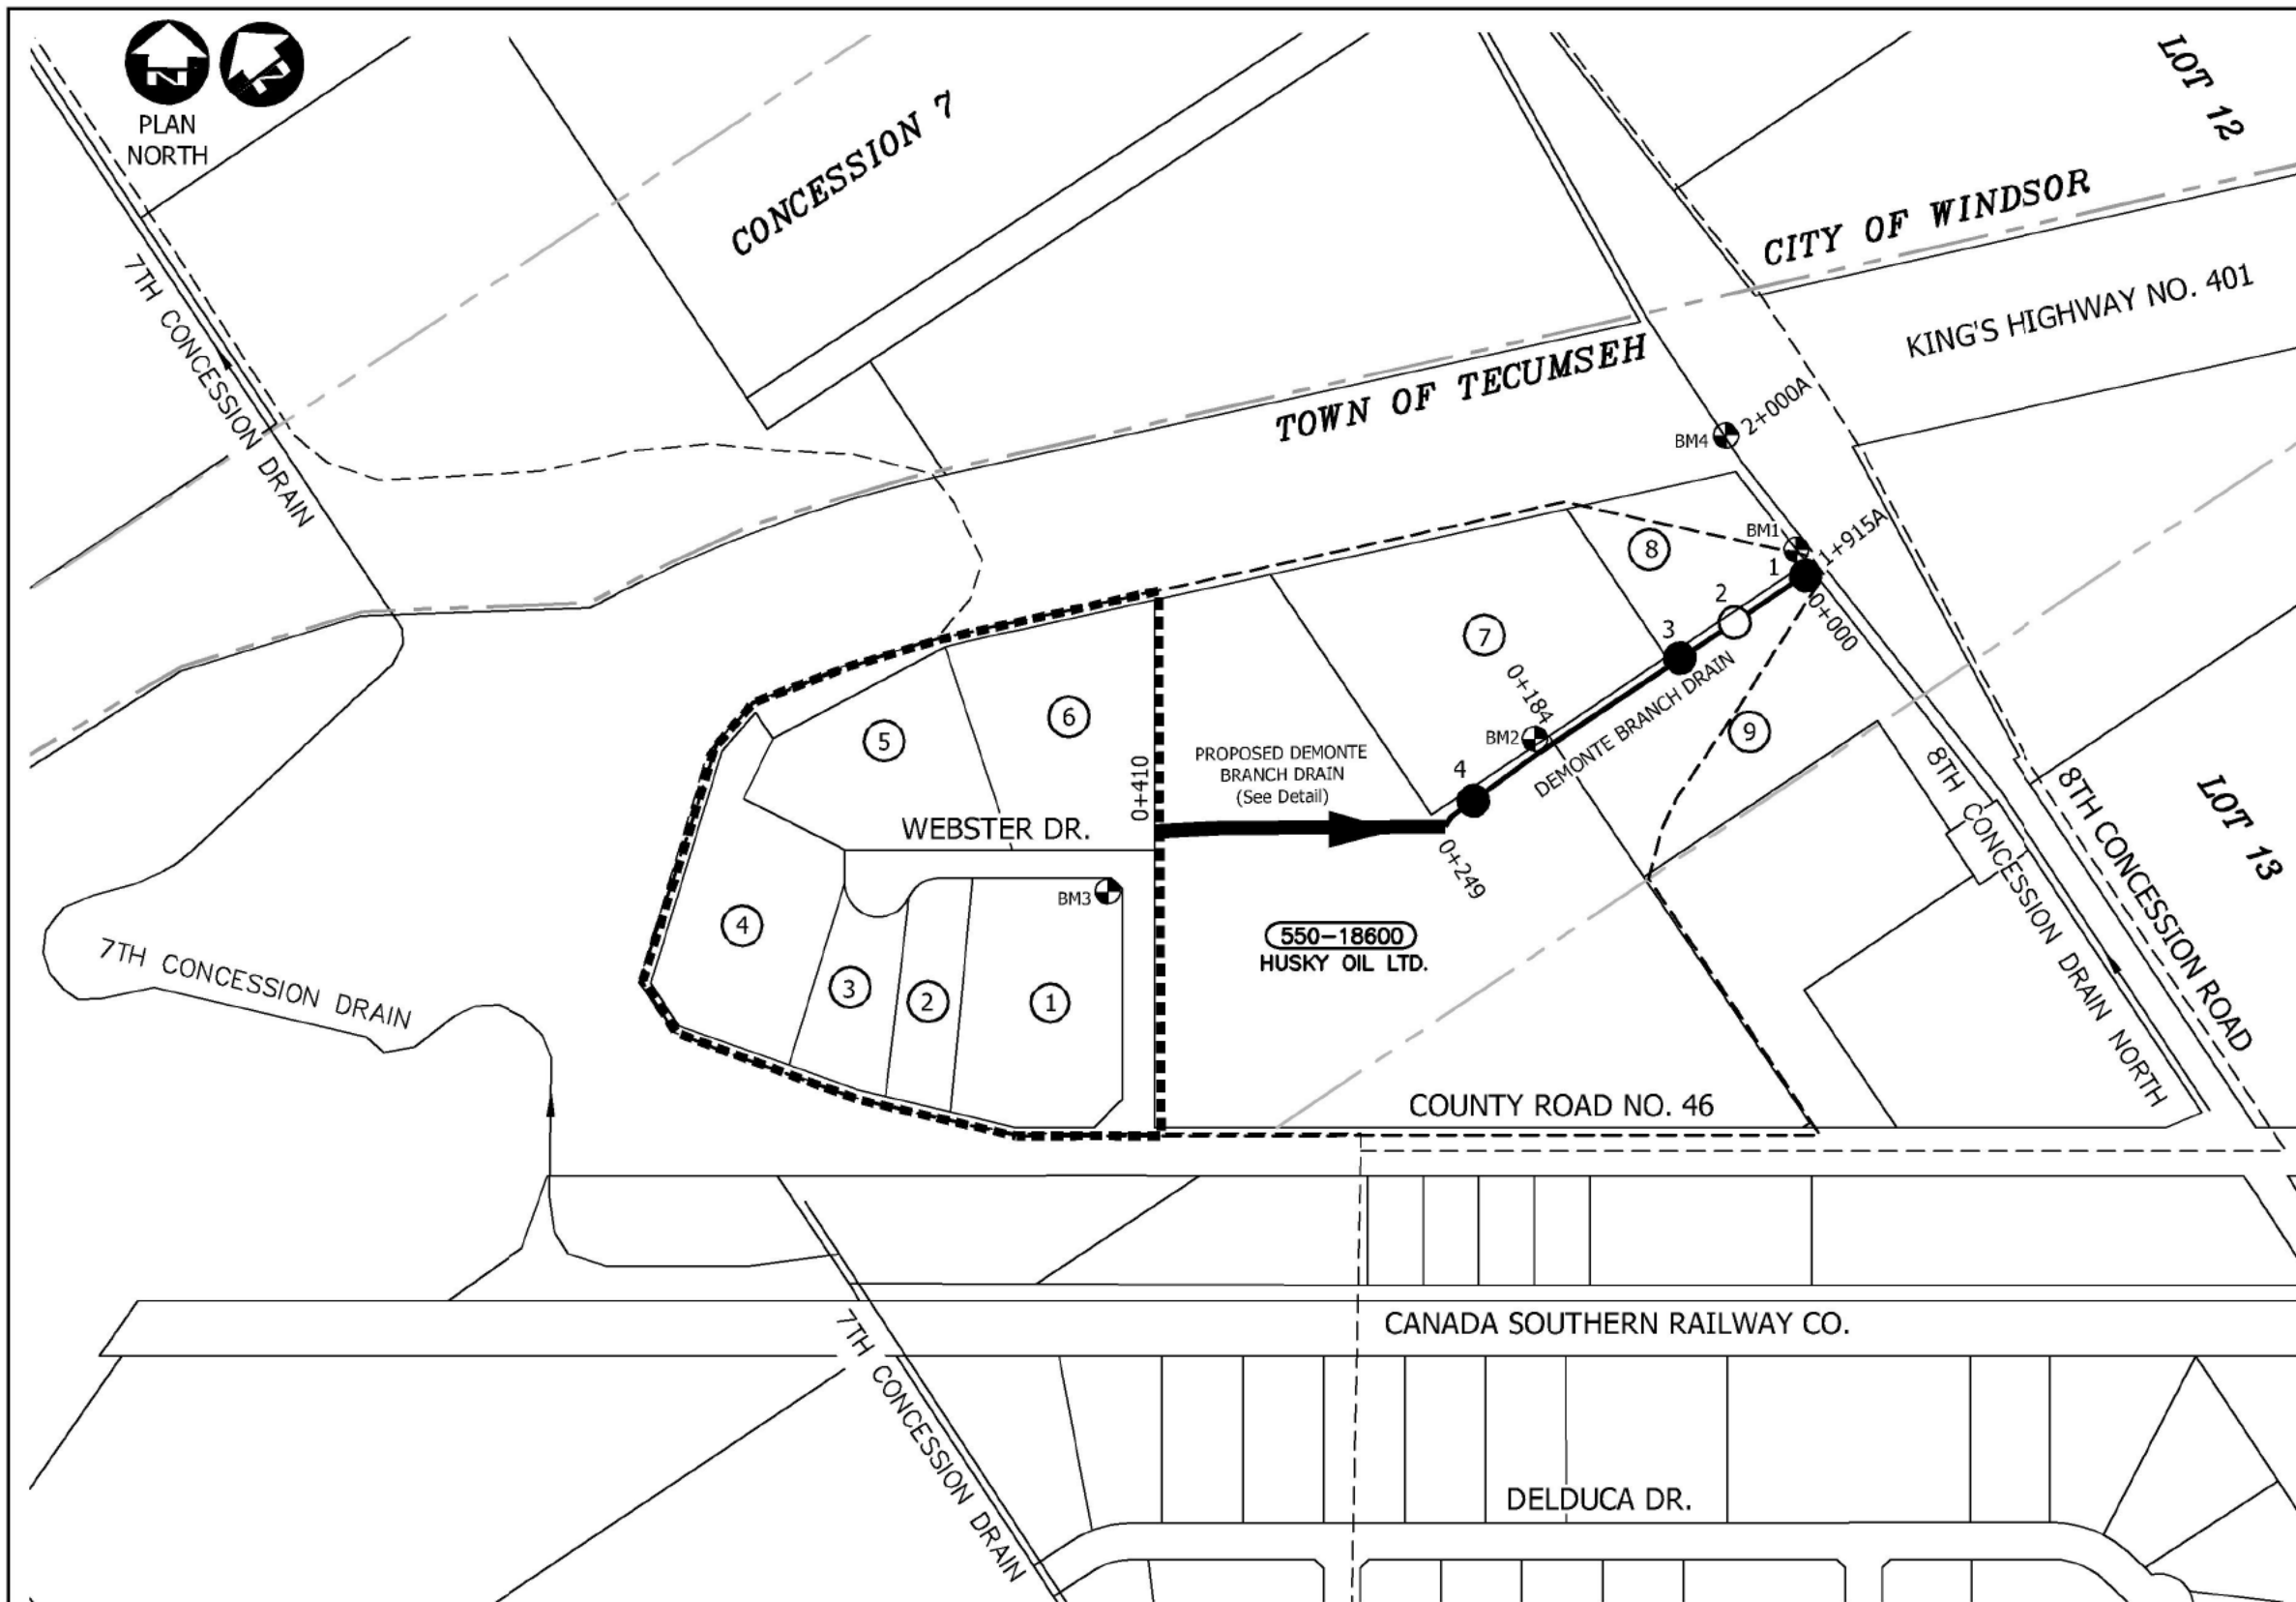 N
N
PLAN
NORTH
CONCESSION 7
LOT 12
CITY OF WINDSOR
KING'S HIGHWAY NO. 401
7TH CONCESSION DRAIN
TOWN OF TECUMSEH
2+000A
BM4
BM1
1+915A
1
8
2
0+000
3
7
0+184
DEMONTE BRANCH DRAIN
6
5
BM2
9
PROPOSED DEMONTE
BRANCH DRAIN
(See Detail)
0+410
4
WEBSTER DR.
0+249
8TH CONCESSION DRAIN NORTH
8TH CONCESSION ROAD
LOT 13
BM3
4
550-18600
HUSKY OIL LTD.
7TH CONCESSION DRAIN
3
2
1
COUNTY ROAD NO. 46
CANADA SOUTHERN RAILWAY CO.
7TH CONCESSION DRAIN
DELDUCA DR.